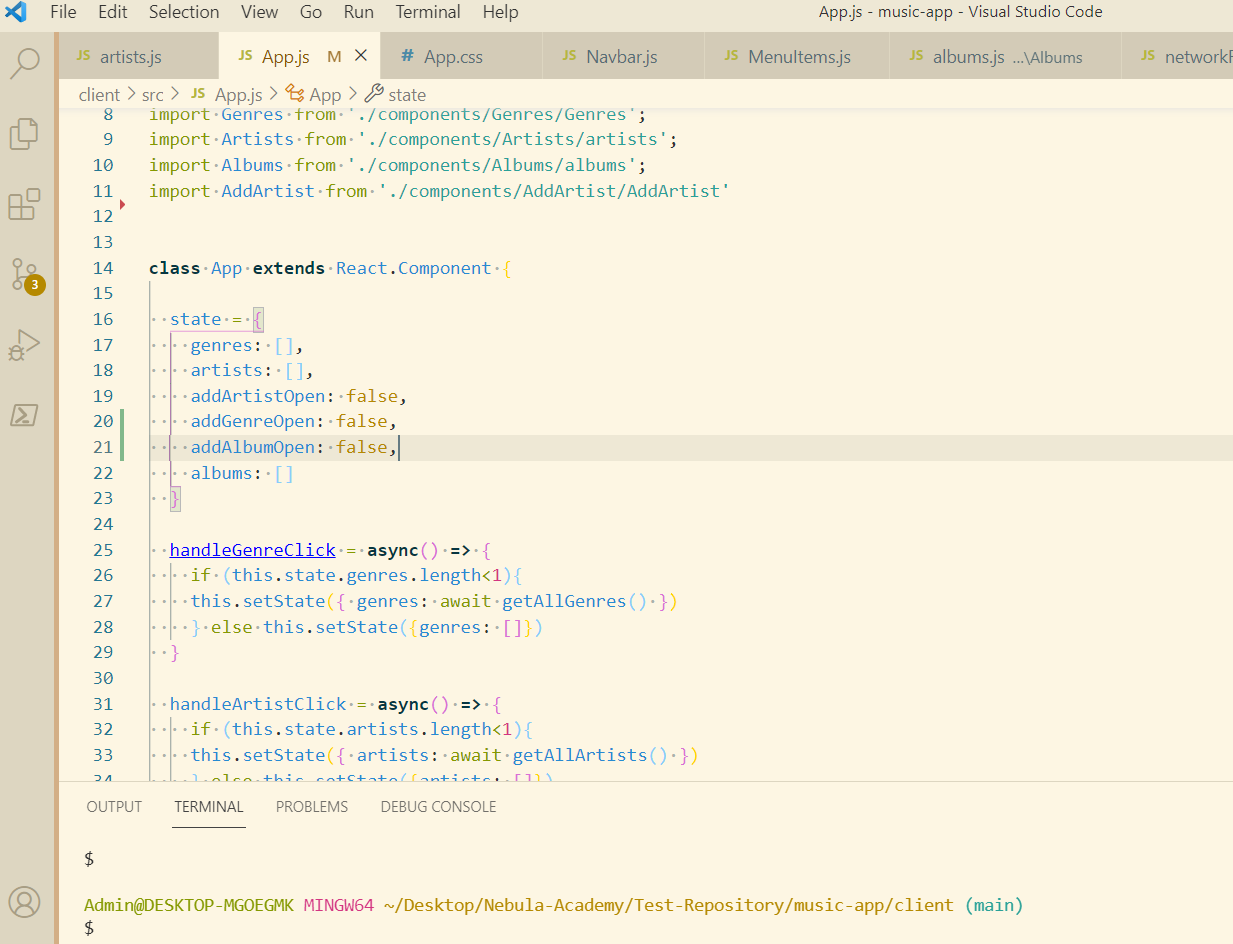 File Edit Selection View Go Run Terminal Help App.js - music-app - Visual Studio Code
JS artists.js JS App.js M # App.css JS Navbar.js JS MenuItems.js JS albums.js ...\Albums JS
client > src > JS App.js > App > state
8 import Genres from './components/Genres/Genres';
9 import Artists from './components/Artists/artists';
10 import Albums from './components/Albums/albums';
11 import AddArtist from './components/AddArtist/AddArtist'
12
13
14 class App extends React.Component {
15
16 state = {
17 genres: [],
18 artists: [],
19 addArtistOpen: false,
20 addGenreOpen: false,
21 addAlbumOpen: false,
22 albums: []
23 }
24
25 handleGenreClick = async() => {
26 if (this.state.genres.length<1){
27 this.setState({ genres: await getAllGenres() })
28 } else this.setState({genres: []})
29 }
30
31 handleArtistClick = async() => {
32 if (this.state.artists.length<1){
33 this.setState({ artists: await getAllArtists() })
34 } else this.setState({artists: []})
3
OUTPUT TERMINAL PROBLEMS DEBUG CONSOLE
$
Admin@DESKTOP-MGOEGMK MINGW64 ~/Desktop/Nebula-Academy/Test-Repository/music-app/client (main)
$